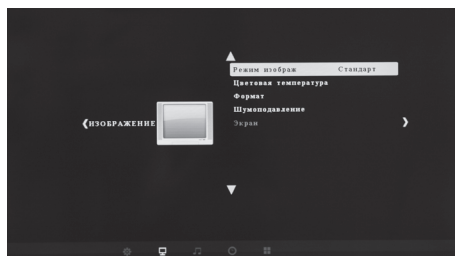 ИЗОБРАЖЕНИЕ
Режим изображ Стандарт
Цветовая температура
Формат
Шумоподавление
Экран